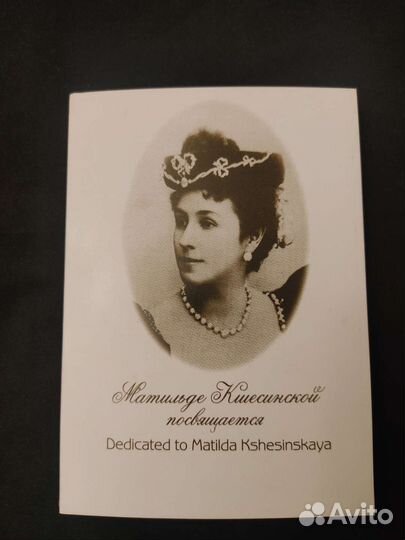 Матильде Кшесинской
посвящается
Dedicated to Matilda Kshesinskaya
Avito